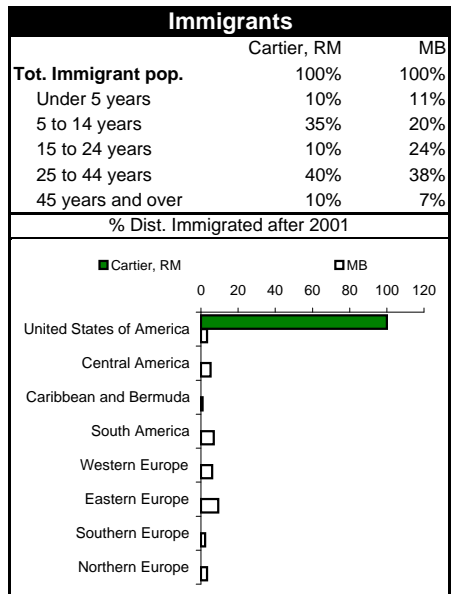 Immigrants
Cartier, RM MB
Tot. Immigrant pop. 100% 100%
Under 5 years 10% 11%
5 to 14 years 35% 20%
15 to 24 years 10% 24%
25 to 44 years 40% 38%
45 years and over 10% 7%
% Dist. Immigrated after 2001
Cartier, RM MB
0 20 40 60 80 100 120
United States of America
Central America
Caribbean and Bermuda
South America
Western Europe
Eastern Europe
Southern Europe
Northern Europe